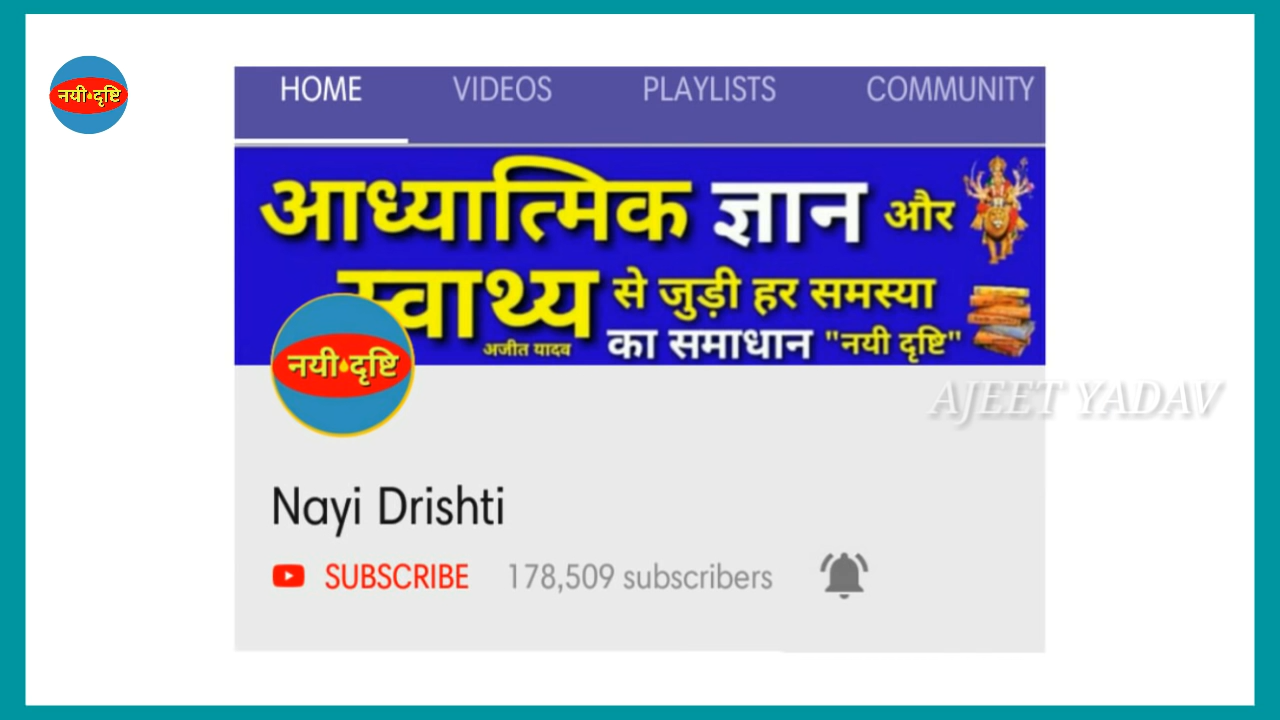 नयी दृष्टि
HOME VIDEOS PLAYLISTS COMMUNITY
आध्यात्मिक ज्ञान और
स्वाथ्य से जुड़ी हर समस्या
अजीत यादव का समाधान "नयी दृष्टि"
नयी दृष्टि
AJEET YADAV
Nayi Drishti
SUBSCRIBE 178,509 subscribers